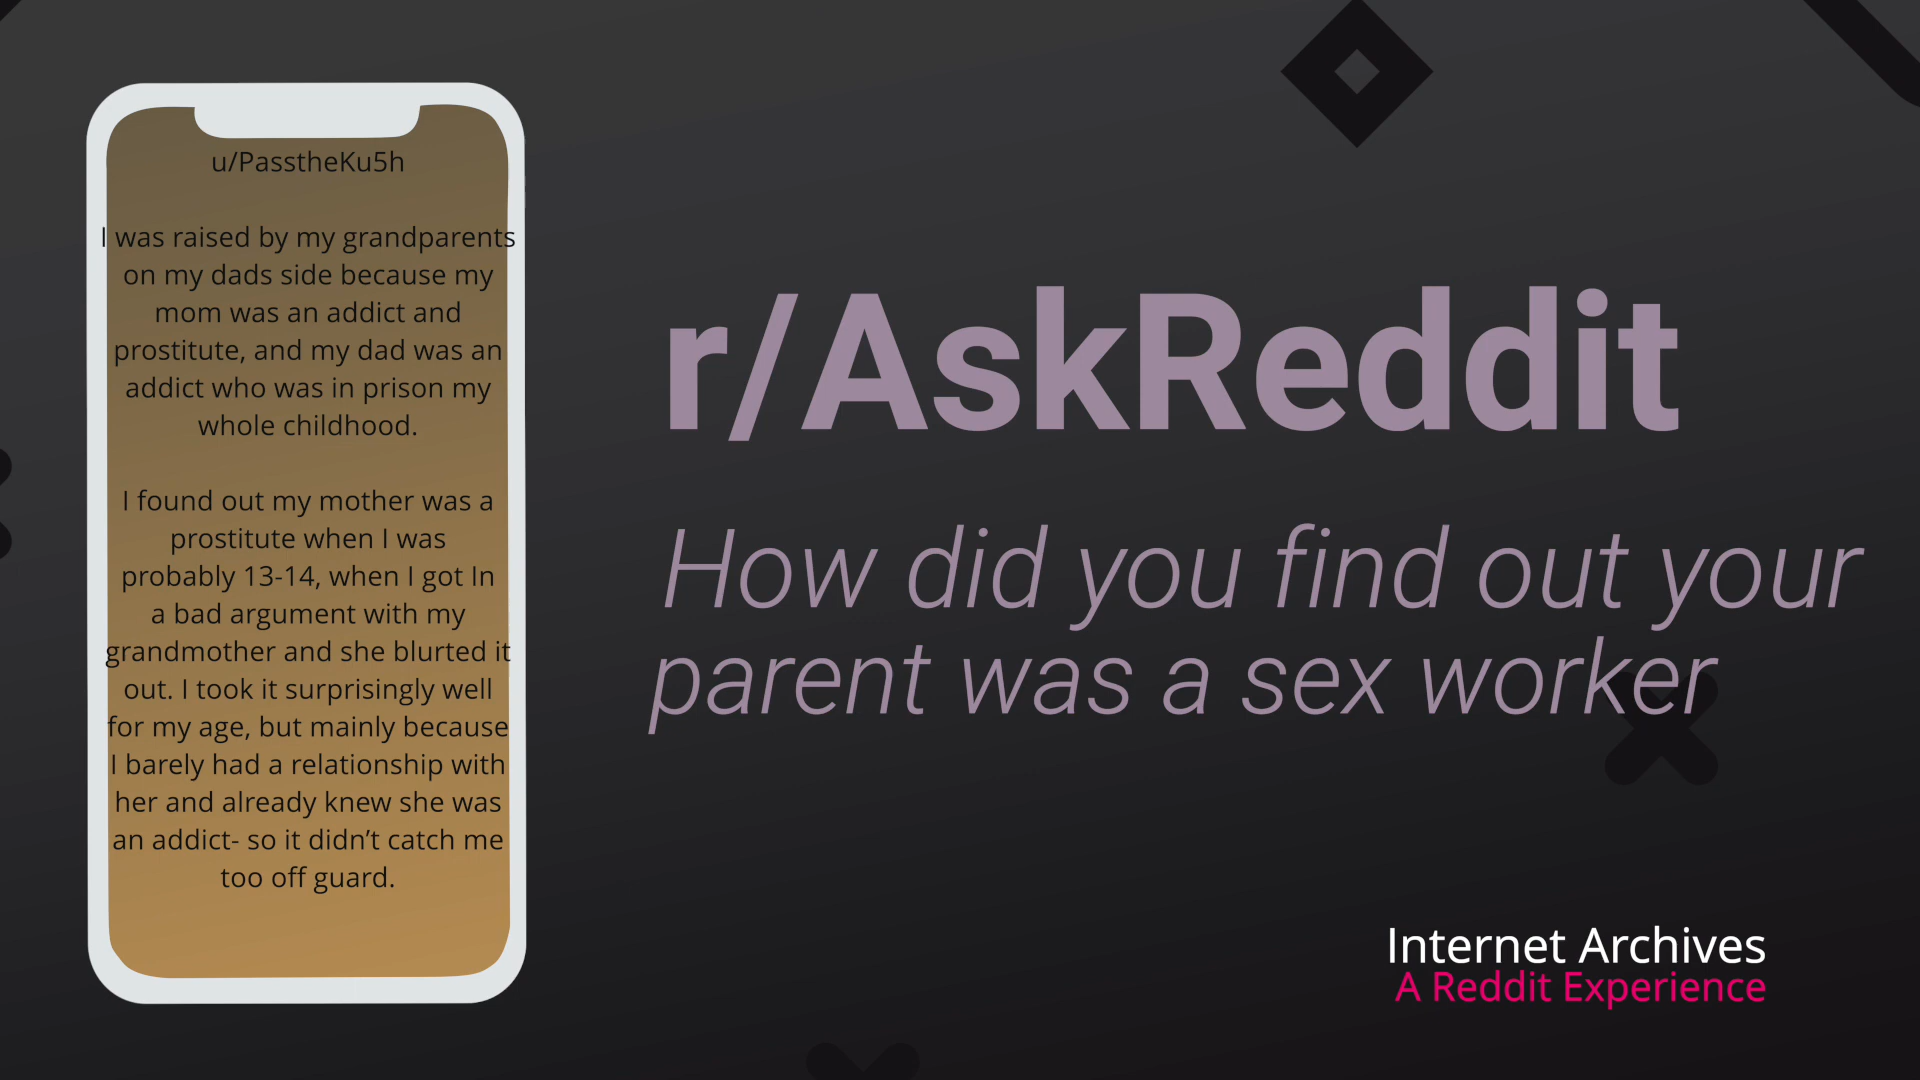 u/PasstheKu5h
I was raised by my grandparents
on my dads side because my
mom was an addict and
prostitute, and my dad was an
addict who was in prison my
whole childhood.
I found out my mother was a
prostitute when I was
probably 13-14, when I got In
a bad argument with my
grandmother and she blurted it
out. I took it surprisingly well
for my age, but mainly because
I barely had a relationship with
her and already knew she was
an addict- so it didn’t catch me
too off guard.
r/AskReddit
How did you find out your
parent was a sex worker
Internet Archives
A Reddit Experience